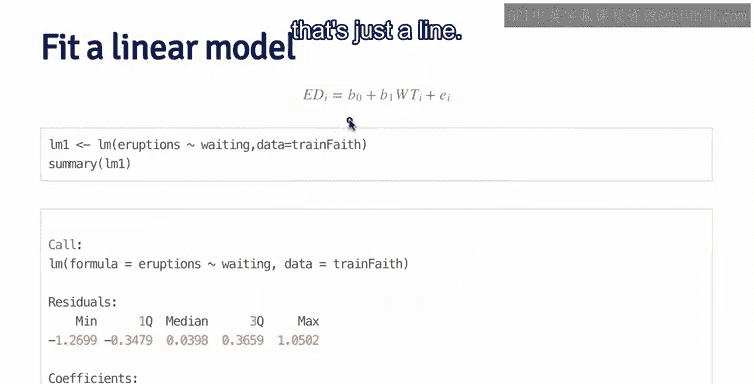 that's just a line.
Fit a linear model
EDᵢ = b₀ + b₁WTᵢ + eᵢ
lm1 <- lm(eruptions ~ waiting,data=trainFaith)
summary(lm1)
Call:
lm(formula = eruptions ~ waiting, data = trainFaith)
Residuals:
Min 1Q Median 3Q Max
-1.2699 -0.3479 0.0398 0.3659 1.0502
Coefficients: